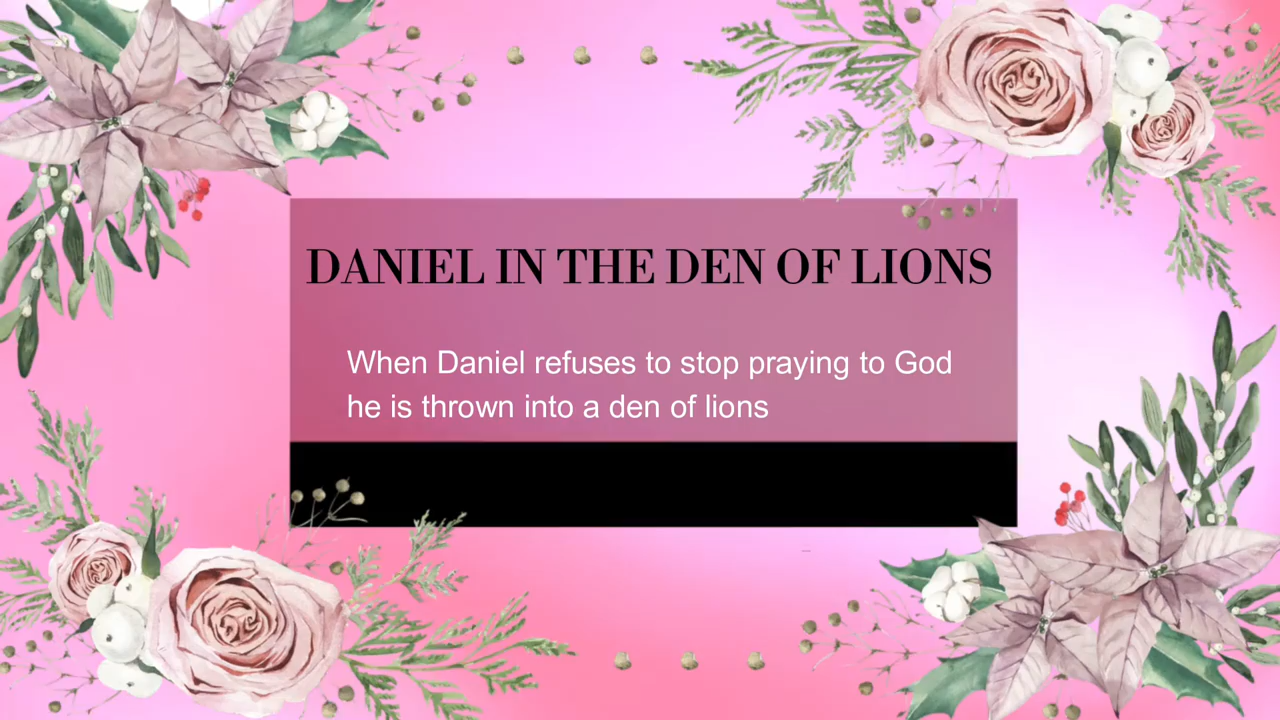 DANIEL IN THE DEN OF LIONS
When Daniel refuses to stop praying to God
he is thrown into a den of lions